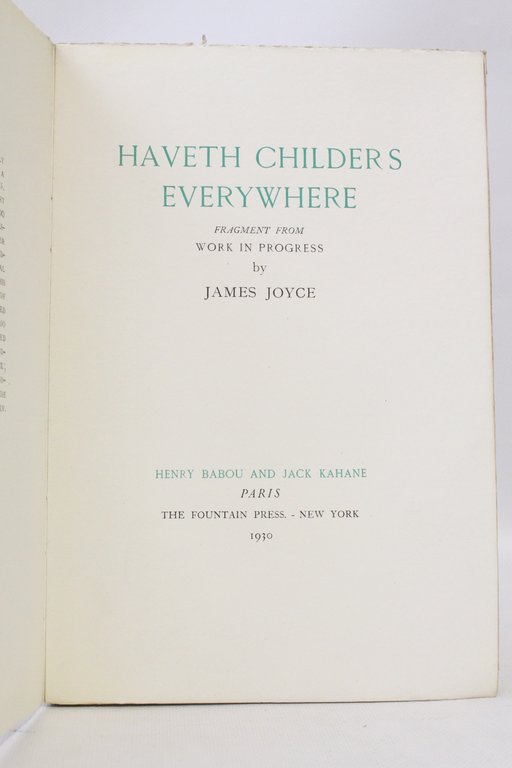 HAVETH CHILDERS
EVERYWHERE
FRAGMENT FROM
WORK IN PROGRESS
by
JAMES JOYCE
HENRY BABOU AND JACK KAHANE
PARIS
THE FOUNTAIN PRESS. - NEW YORK
1930